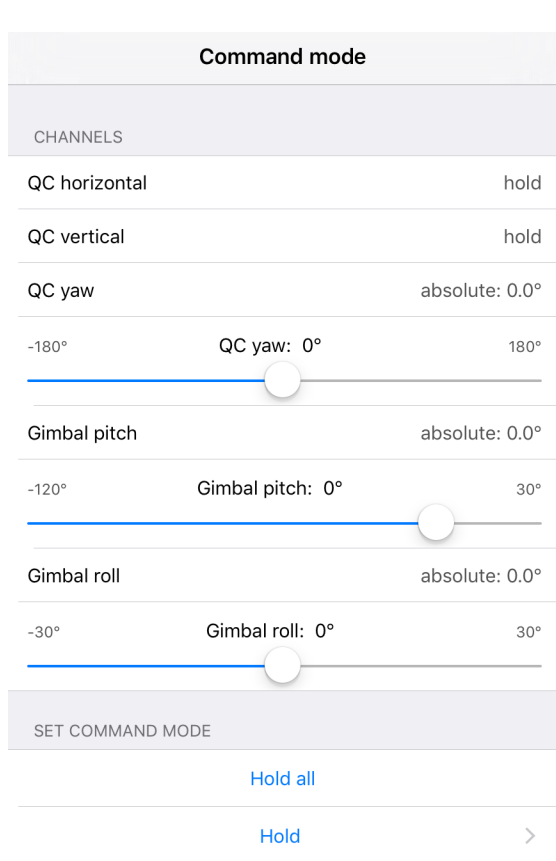 Command mode
CHANNELS
QC horizontal hold
QC vertical hold
QC yaw absolute: 0.0°
-180° QC yaw: 0° 180°
Gimbal pitch absolute: 0.0°
-120° Gimbal pitch: 0° 30°
Gimbal roll absolute: 0.0°
-30° Gimbal roll: 0° 30°
SET COMMAND MODE
Hold all
Hold